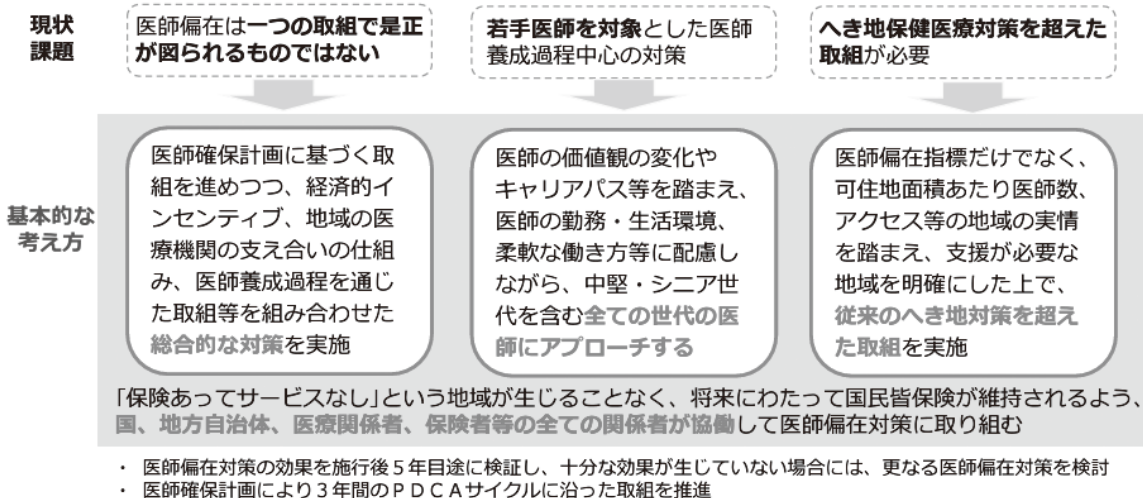 現状
課題
医師偏在は一つの取組で是正
が図られるものではない
若手医師を対象とした医師
養成過程中心の対策
へき地保健医療対策を超えた
取組が必要
基本的な
考え方
医師確保計画に基づく取
組を進めつつ、経済的イ
ンセンティブ、地域の医
療機関の支え合いの仕組
み、医師養成過程を通じ
た取組等を組み合わせた
総合的な対策を実施
医師の価値観の変化や
キャリアパス等を踏まえ、
医師の勤務・生活環境、
柔軟な働き方等に配慮し
ながら、中堅・シニア世
代を含む全ての世代の医
師にアプローチする
医師偏在指標だけでなく、
可住地面積あたり医師数、
アクセス等の地域の実情
を踏まえ、支援が必要な
地域を明確にした上で、
従来のへき地対策を超え
た取組を実施
「保険あってサービスなし」という地域が生じることなく、将来にわたって国民皆保険が維持されるよう、
国、地方自治体、医療関係者、保険者等の全ての関係者が協働して医師偏在対策に取り組む
・ 医師偏在対策の効果を施行後5年目途に検証し、十分な効果が生じていない場合には、更なる医師偏在対策を検討
・ 医師確保計画により3年間のPDCAサイクルに沿った取組を推進